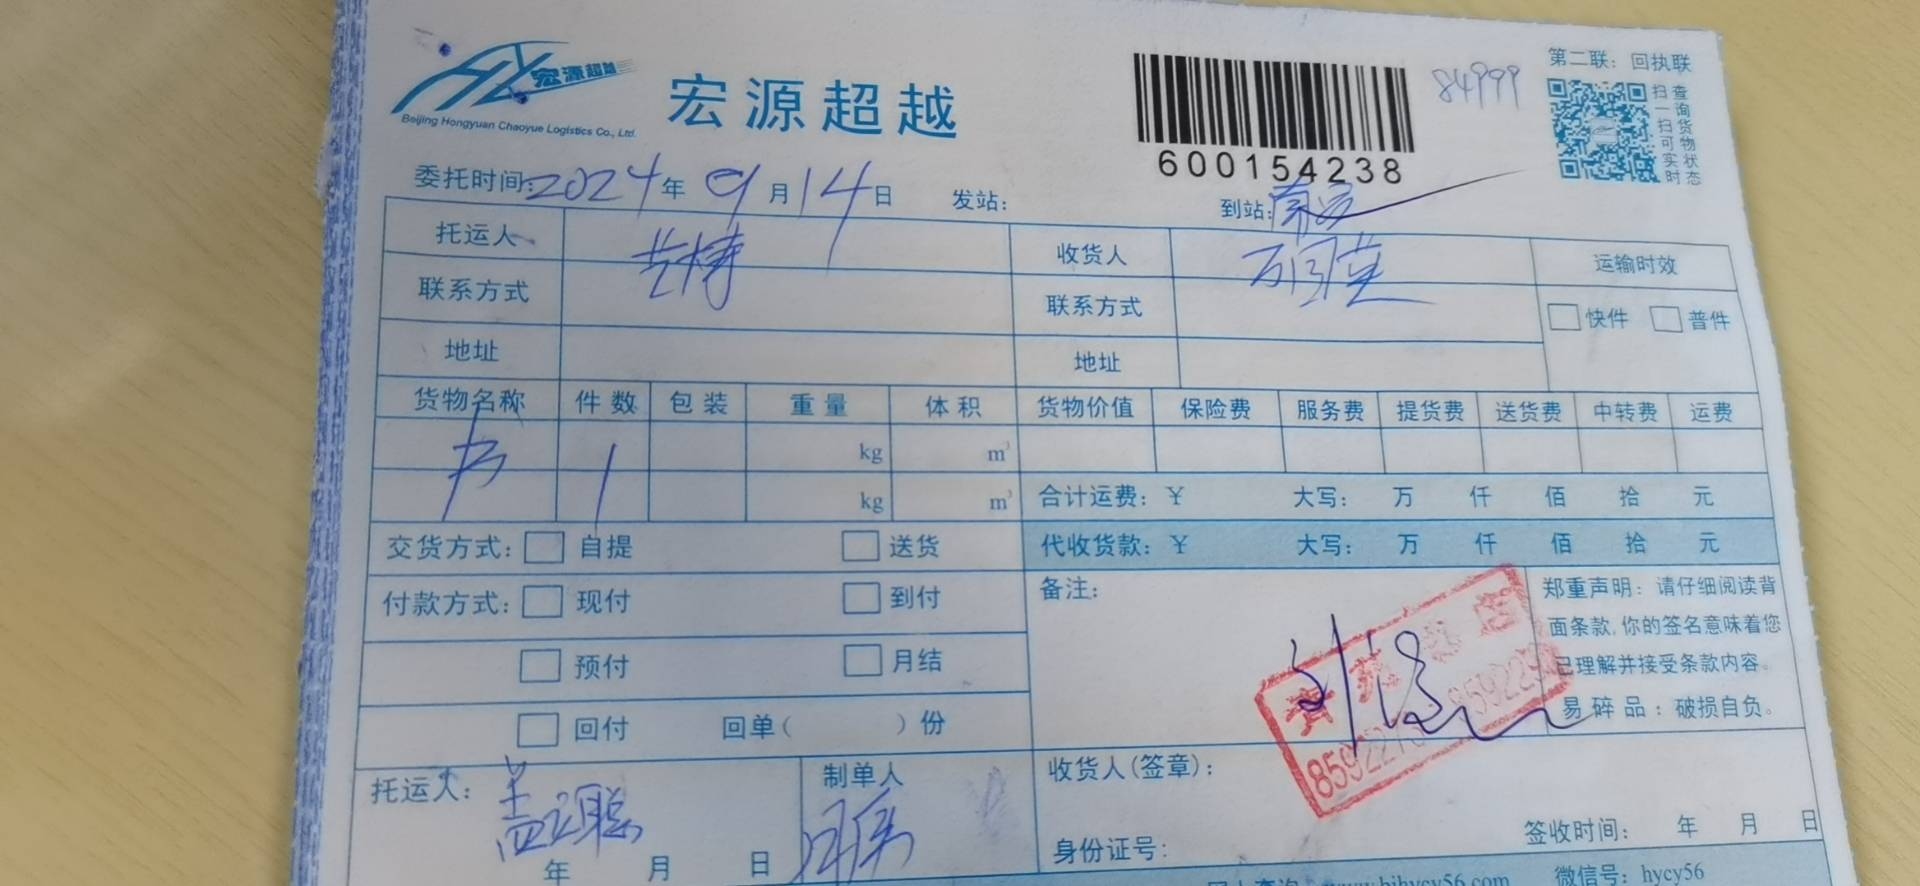 第二联：回执联
宏源超越
Beijing Hongyuan Chaoyue Logistics Co., Ltd.
宏源超越
84999
扫一扫可实时
查询货物状态
600154238
委托时间：2024年9月14日 发站： 到站：
托运人 收货人 运输时效
联系方式 联系方式 快件 普件
地址 地址
货物名称 件数 包装 重量 体积 货物价值 保险费 服务费 提货费 送货费 中转费 运费
kg m³
书 1
kg m³ 合计运费：￥ 大写： 万 仟 佰 拾 元
交货方式： 自提 送货 代收货款：￥ 大写： 万 仟 佰 拾 元
付款方式： 现付 到付 备注：
预付 月结
回付 回单（ ）份
郑重声明：请仔细阅读背
面条款,你的签名意味着您
已理解并接受条款内容。
易碎品：破损自负。
托运人： 盖 聪 制单人 收货人(签章)：
年 月 日 身份证号： 签收时间： 年 月 日
微信号：hycy56